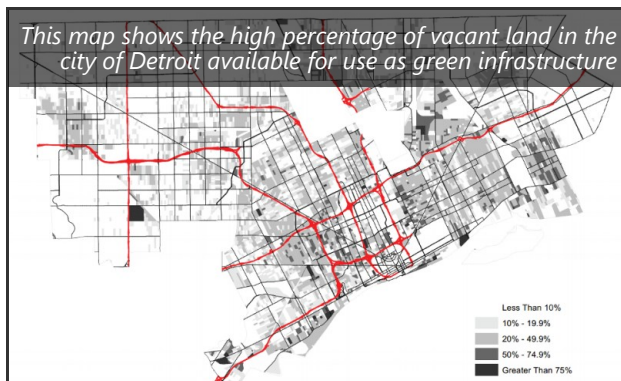 This map shows the high percentage of vacant land in the
city of Detroit available for use as green infrastructure
Less Than 10%
10% - 19.9%
20% - 49.9%
50% - 74.9%
Greater Than 75%